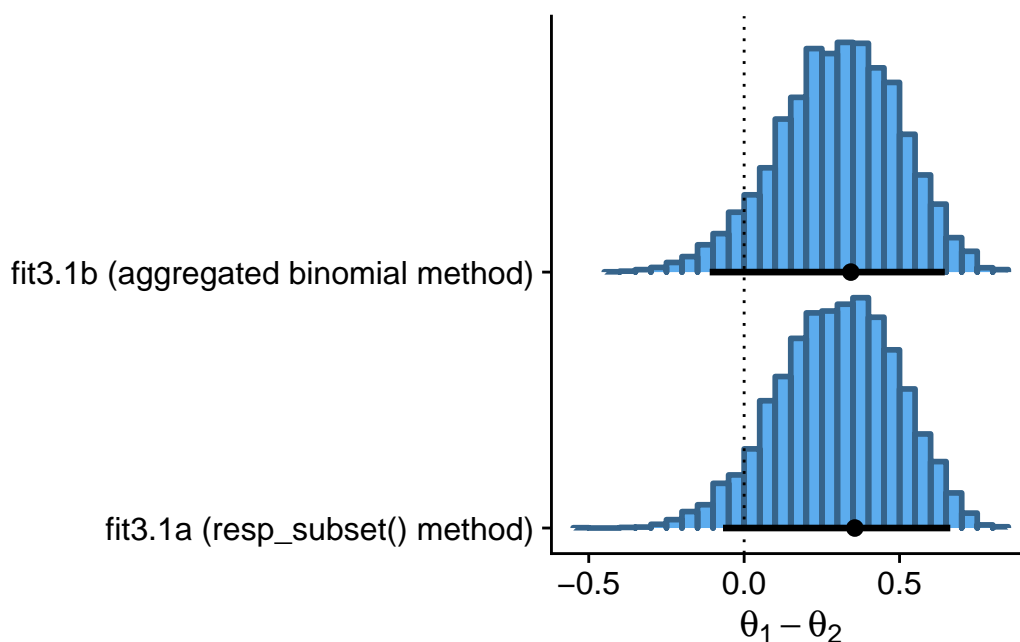 fit3.1b (aggregated binomial method)
fit3.1a (resp_subset() method)
−0.5 0.0 0.5
θ₁ − θ₂